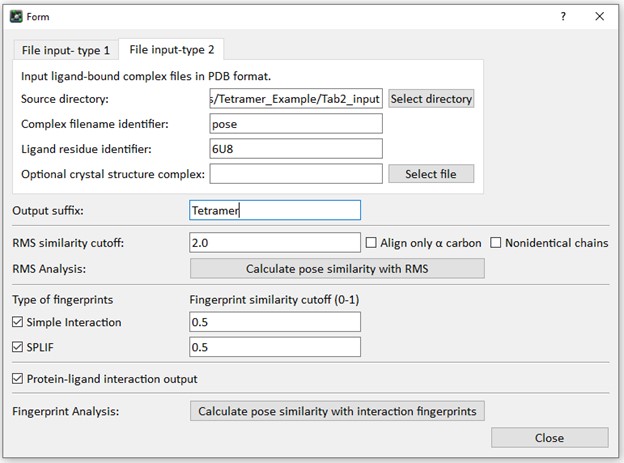 Form
?
File input- type 1 File input-type 2
Input ligand-bound complex files in PDB format.
Source directory: s/Tetramer_Example/Tab2_input Select directory
Complex filename identifier: pose
Ligand residue identifier: 6U8
Optional crystal structure complex: Select file
Output suffix: Tetramer
RMS similarity cutoff: 2.0 Align only α carbon Nonidentical chains
RMS Analysis: Calculate pose similarity with RMS
Type of fingerprints Fingerprint similarity cutoff (0-1)
Simple Interaction 0.5
SPLIF 0.5
Protein-ligand interaction output
Fingerprint Analysis: Calculate pose similarity with interaction fingerprints
Close